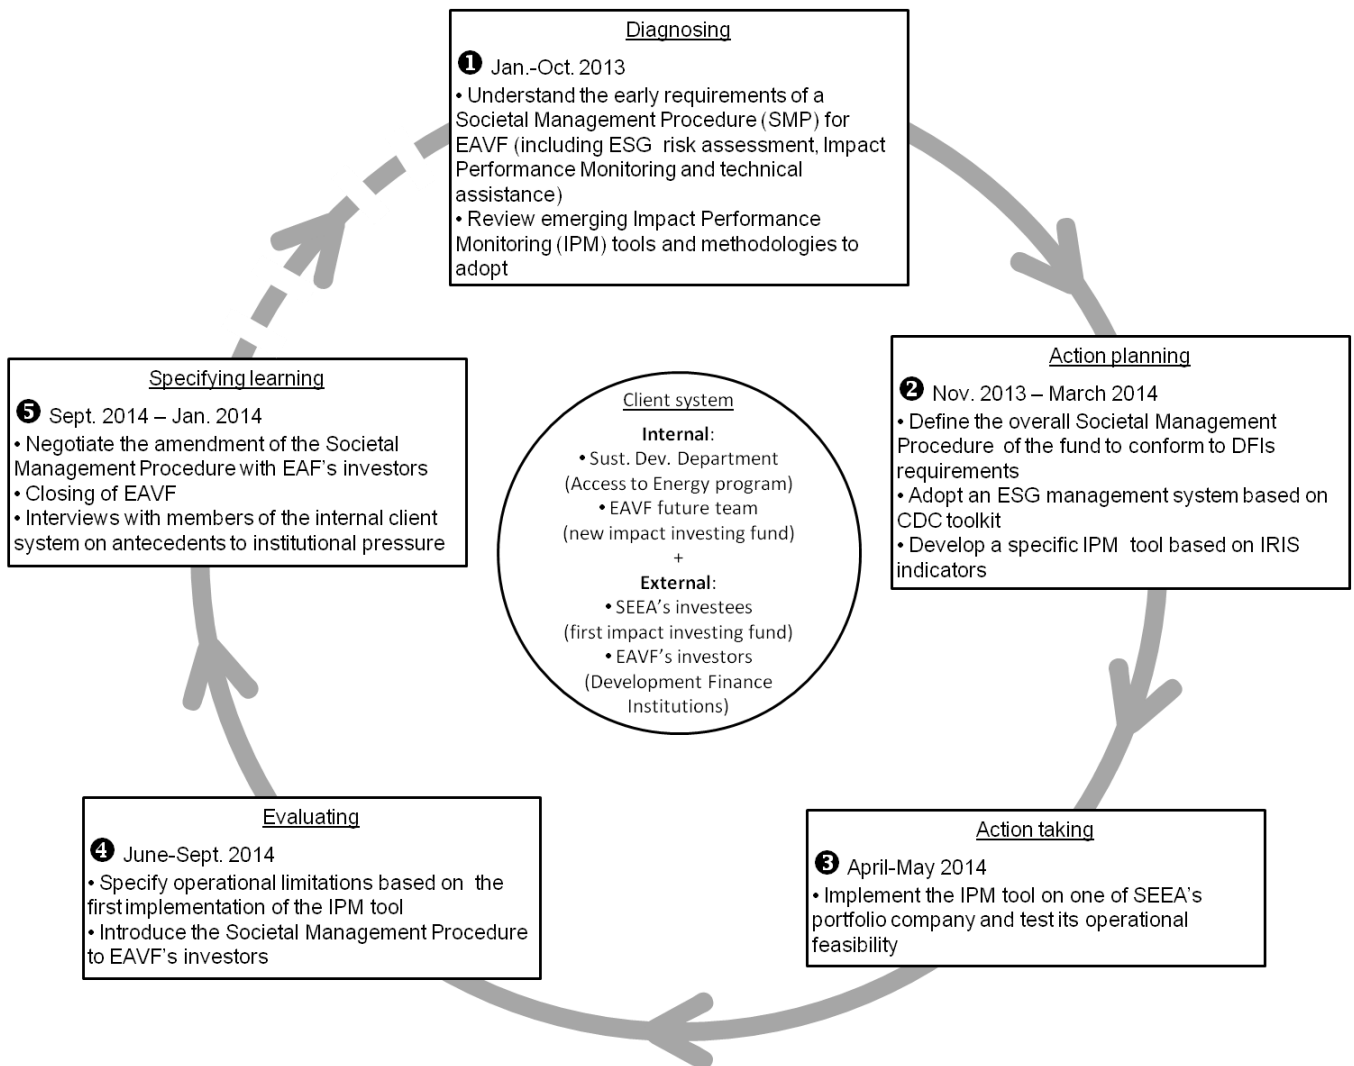 Diagnosing
❶ Jan.-Oct. 2013
• Understand the early requirements of a
Societal Management Procedure (SMP) for
EAVF (including ESG risk assessment, Impact
Performance Monitoring and technical
assistance)
• Review emerging Impact Performance
Monitoring (IPM) tools and methodologies to
adopt
Action planning
❷ Nov. 2013 – March 2014
• Define the overall Societal Management
Procedure of the fund to conform to DFIs
requirements
• Adopt an ESG management system based on
CDC toolkit
• Develop a specific IPM tool based on IRIS
indicators
Action taking
❸ April-May 2014
• Implement the IPM tool on one of SEEA's
portfolio company and test its operational
feasibility
Evaluating
❹ June-Sept. 2014
• Specify operational limitations based on the
first implementation of the IPM tool
• Introduce the Societal Management Procedure
to EAVF's investors
Specifying learning
❺ Sept. 2014 – Jan. 2014
• Negotiate the amendment of the Societal
Management Procedure with EAF's investors
• Closing of EAVF
• Interviews with members of the internal client
system on antecedents to institutional pressure
Client system
Internal:
• Sust. Dev. Department
(Access to Energy program)
• EAVF future team
(new impact investing fund)
+
External:
• SEEA's investees
(first impact investing fund)
• EAVF's investors
(Development Finance
Institutions)